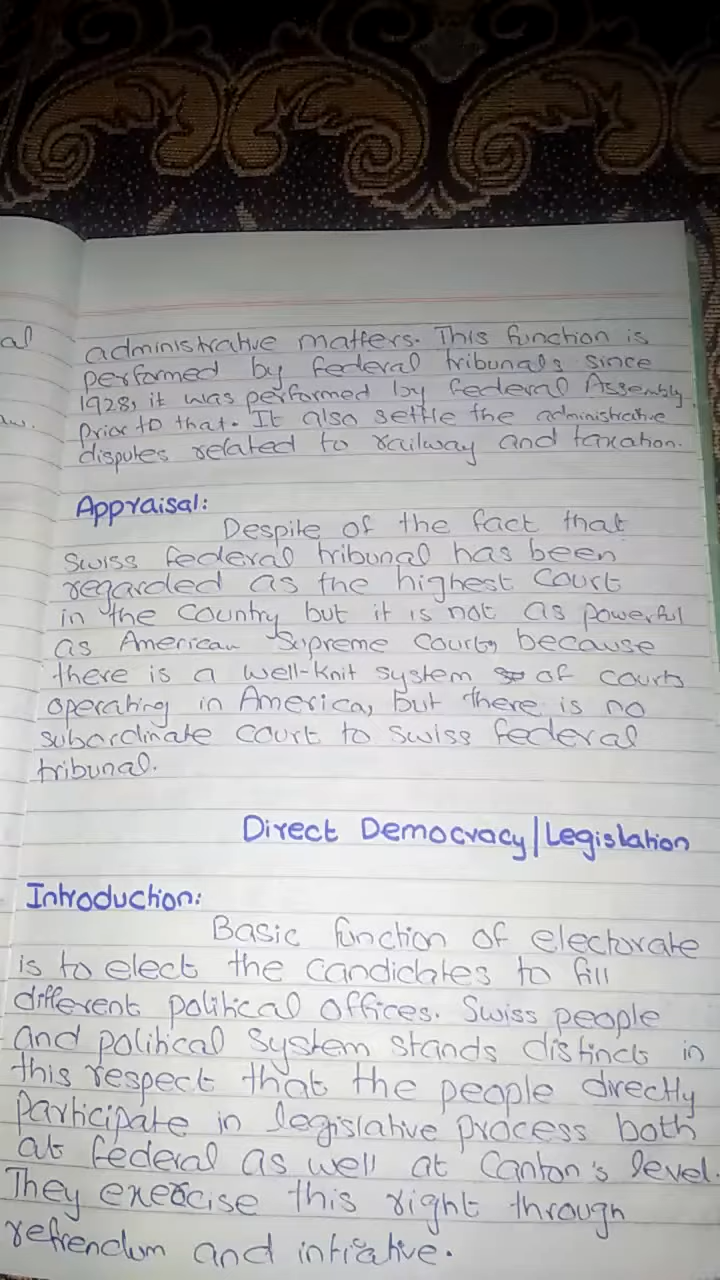 al
administrative matters. This function is
performed by federal tribunals since
1928, it was performed by federal Assembly
prior to that. It also settle the administrative
disputes related to railway and taxation.
Appraisal:
Despite of the fact that
swiss federal tribunal has been
regarded as the highest court
in the country but it is not as powerful
as American Supreme Court, because
there is a well-knit system of courts
operating in America, but there is no
subordinate court to swiss federal
tribunal.
Direct Democracy|Legislation
Introduction:
Basic function of electorate
is to elect the candidates to fill
different political offices. Swiss people
and political system stands distincts in
this respect that the people directly
participate in legislative process both
at federal as well at Canton's level.
They exercise this right through
refrendum and intiative.